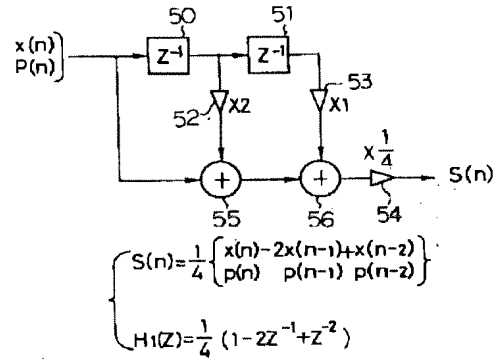 50
51
x(n)
P(n)
Z⁻¹
Z⁻¹
52
X2
53
X1
X 1/4
+
+
S(n)
55
56
54
S(n)=1/4{x(n)-2x(n-1)+x(n-2)}
p(n) p(n-1) p(n-2)
H1(Z)=1/4 (1-2Z⁻¹+Z⁻²)